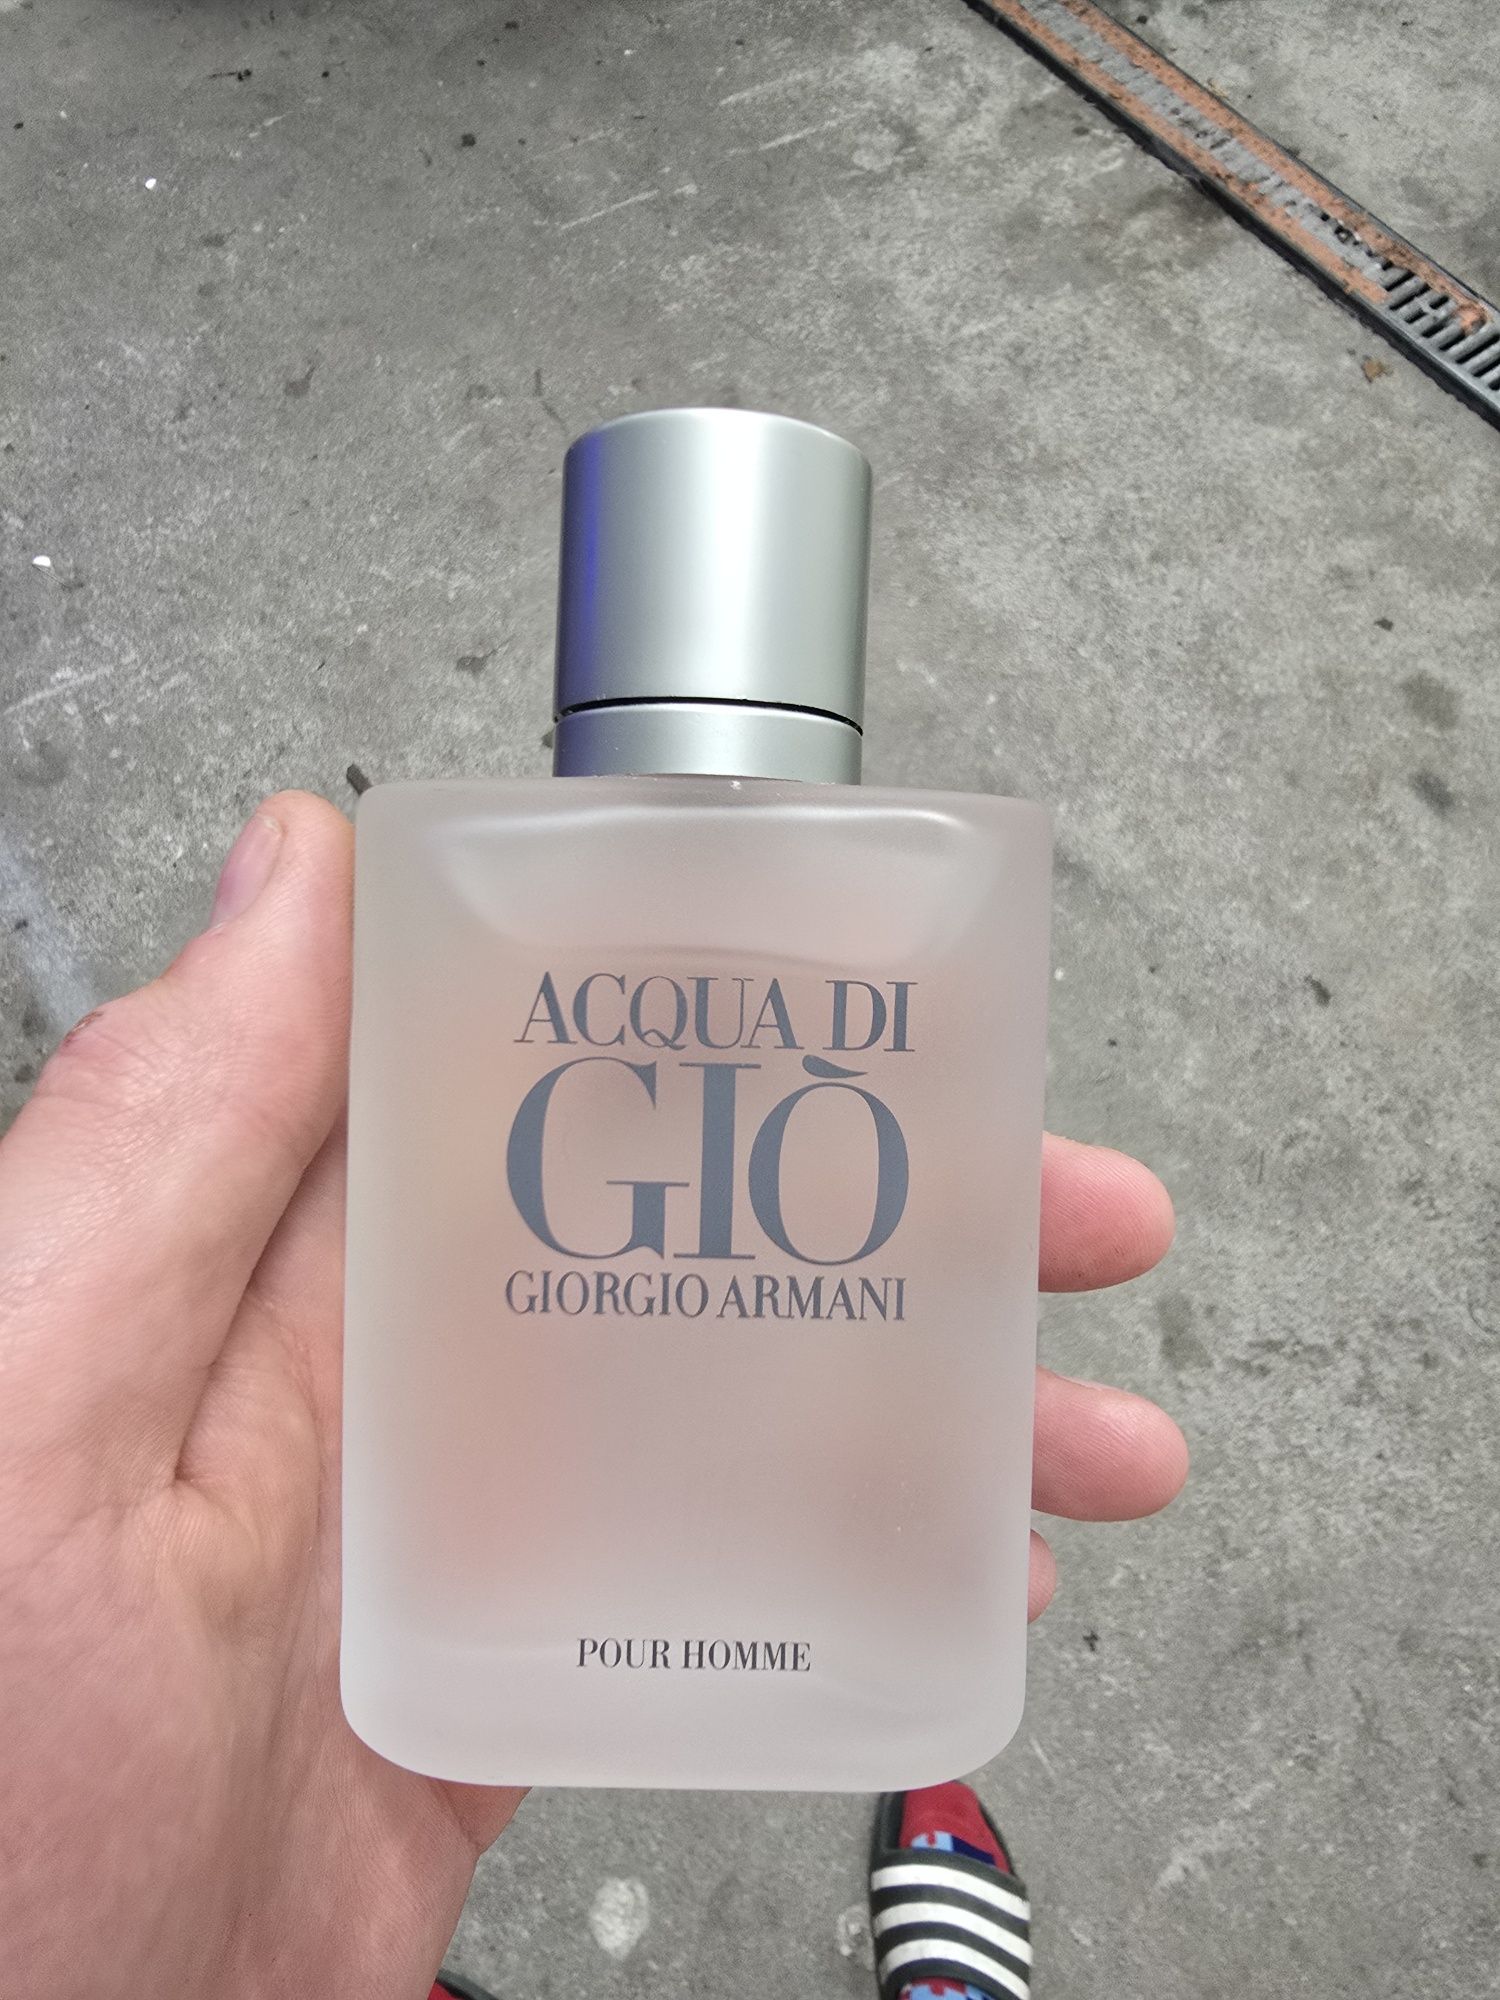 ACQUA DI
GIÒ
GIORGIO ARMANI
POUR HOMME